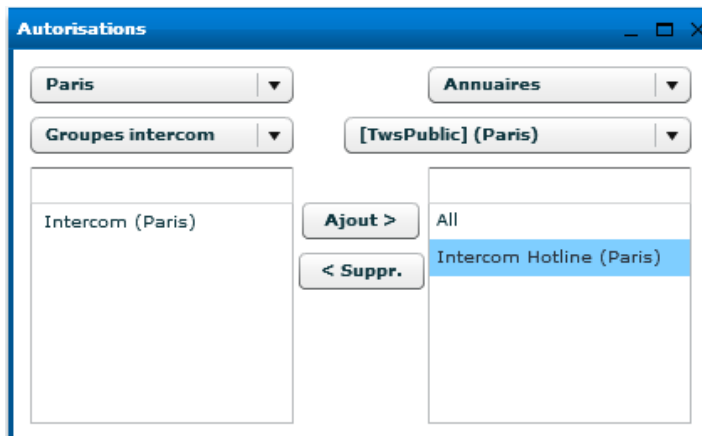 Autorisations
Paris
Annuaires
Groupes intercom
[TwsPublic] (Paris)
Intercom (Paris)
Ajout >
< Suppr.
All
Intercom Hotline (Paris)